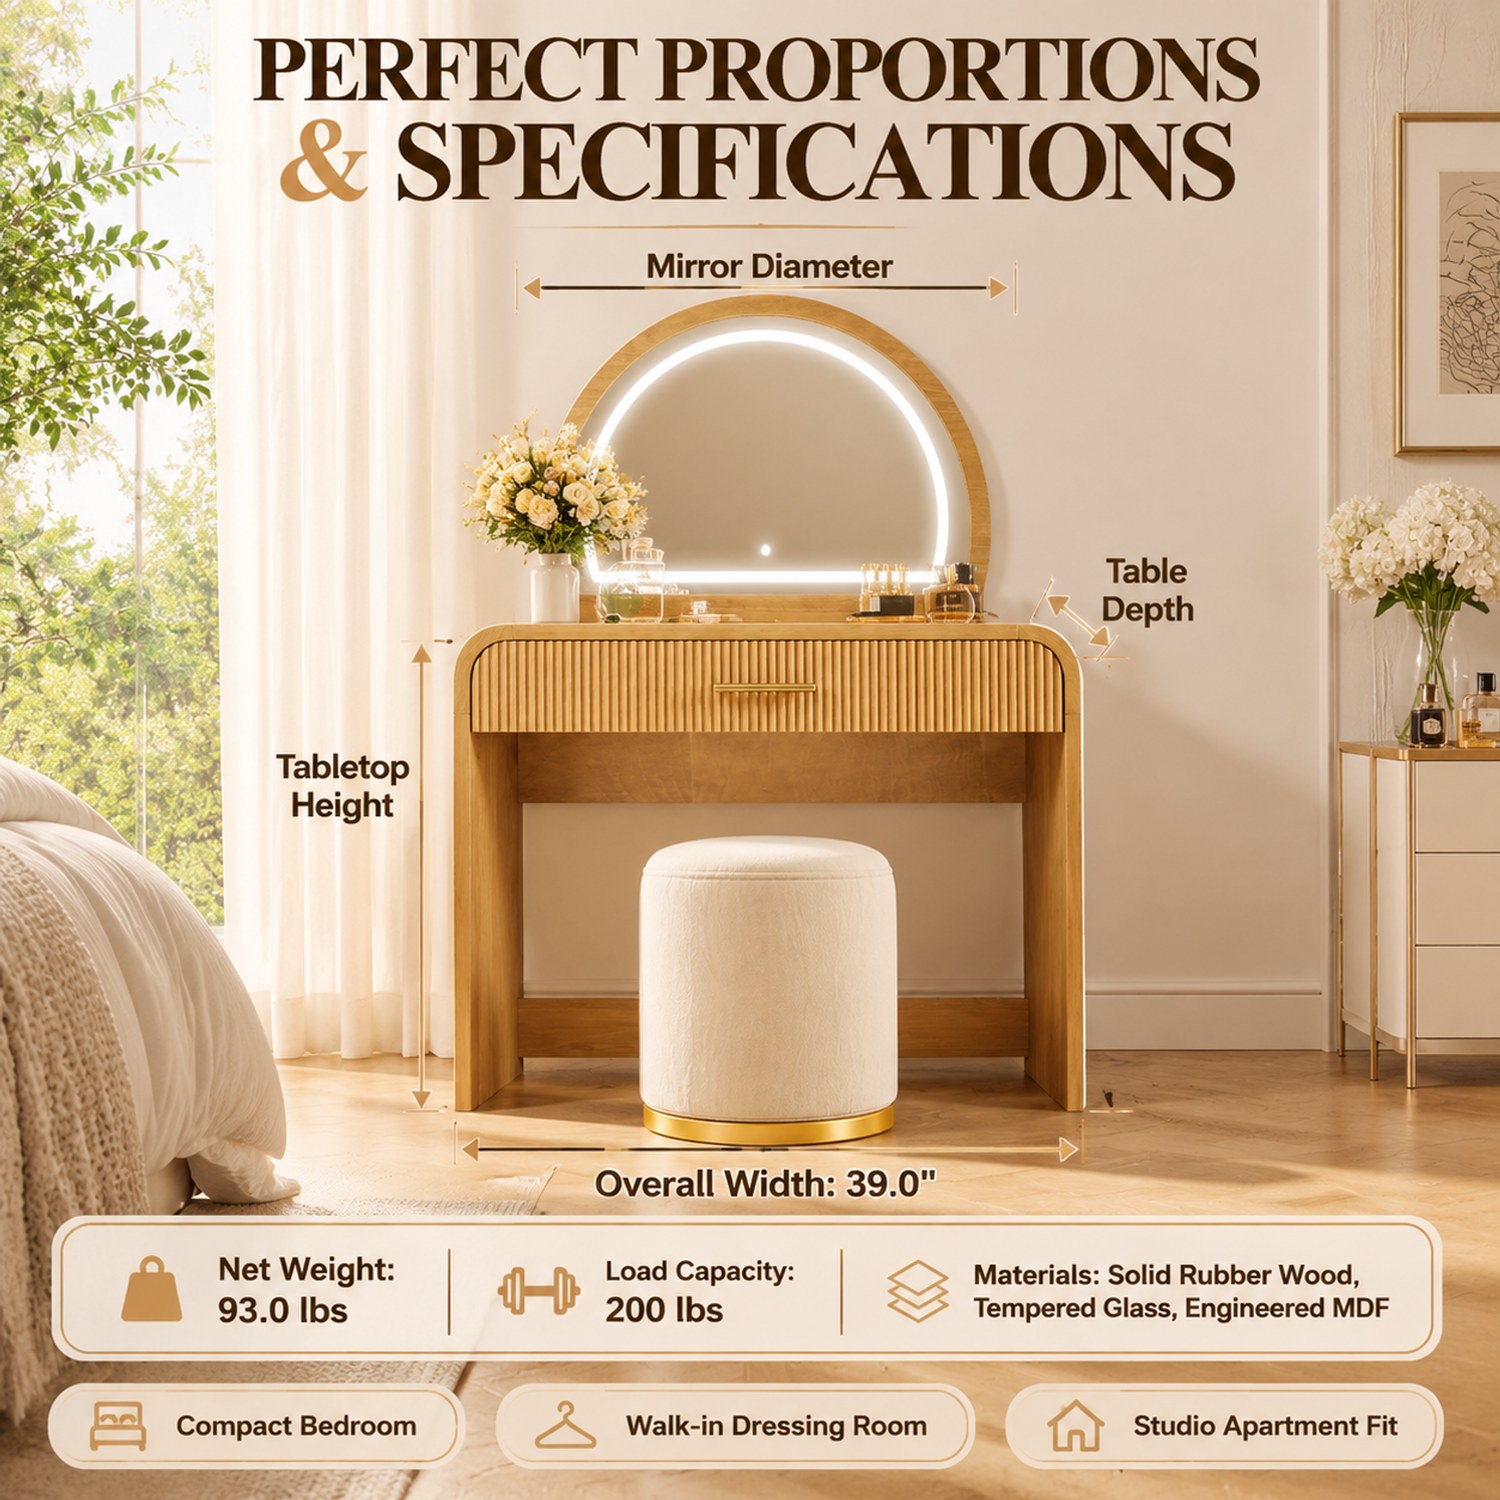 PERFECT PROPORTIONS
& SPECIFICATIONS
Mirror Diameter
Table
Depth
Tabletop
Height
Overall Width: 39.0"
Net Weight:
93.0 lbs
Load Capacity:
200 lbs
Materials: Solid Rubber Wood,
Tempered Glass, Engineered MDF
Compact Bedroom
Walk-in Dressing Room
Studio Apartment Fit